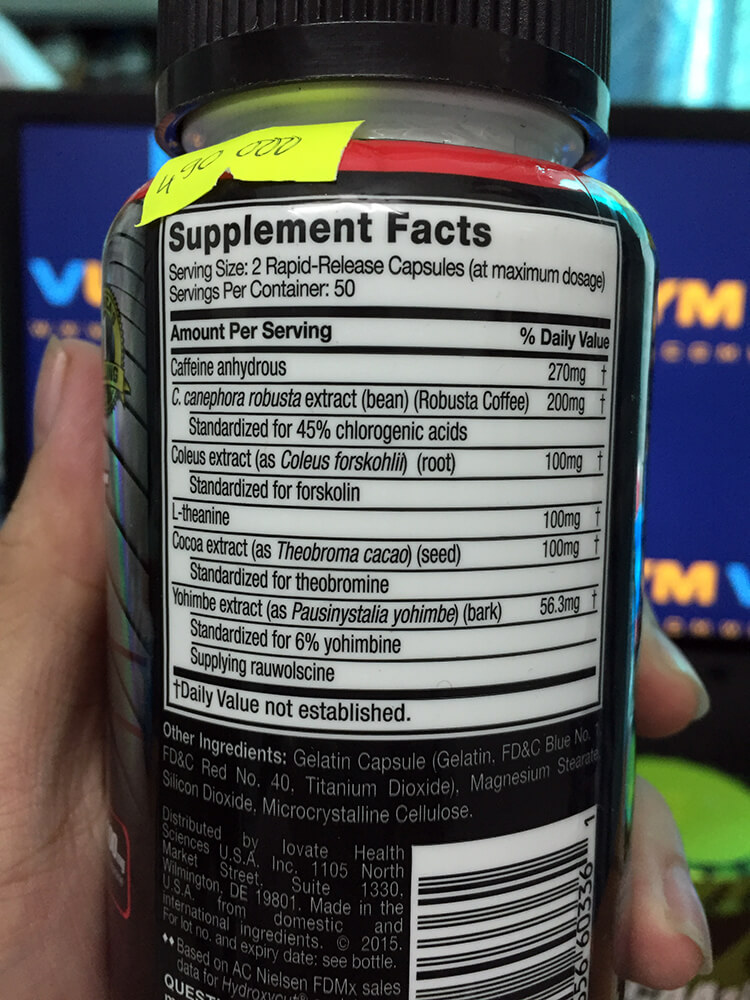 490 000
Supplement Facts
Serving Size: 2 Rapid-Release Capsules (at maximum dosage)
Servings Per Container: 50
Amount Per Serving % Daily Value
Caffeine anhydrous 270mg †
C. canephora robusta extract (bean) (Robusta Coffee) 200mg †
Standardized for 45% chlorogenic acids
Coleus extract (as Coleus forskohlii) (root) 100mg †
Standardized for forskolin
L-theanine 100mg †
Cocoa extract (as Theobroma cacao) (seed) 100mg †
Standardized for theobromine
Yohimbe extract (as Pausinystalia yohimbe) (bark) 56.3mg †
Standardized for 6% yohimbine
Supplying rauwolscine
†Daily Value not established.
Other Ingredients: Gelatin Capsule (Gelatin, FD&C Blue No. 1
FD&C Red No. 40, Titanium Dioxide), Magnesium Stearate,
Silicon Dioxide, Microcrystalline Cellulose.
Distributed by Iovate Health
Sciences U.S.A. Inc. 1105 North
Market Street, Suite 1330,
Wilmington, DE 19801. Made in the
U.S.A. from domestic and
international ingredients. © 2015.
For lot no. and expiry date: see bottle.
♦♦ Based on AC Nielsen FDMx sales
data for Hydroxycut®
56 60336 1
YM
YM V